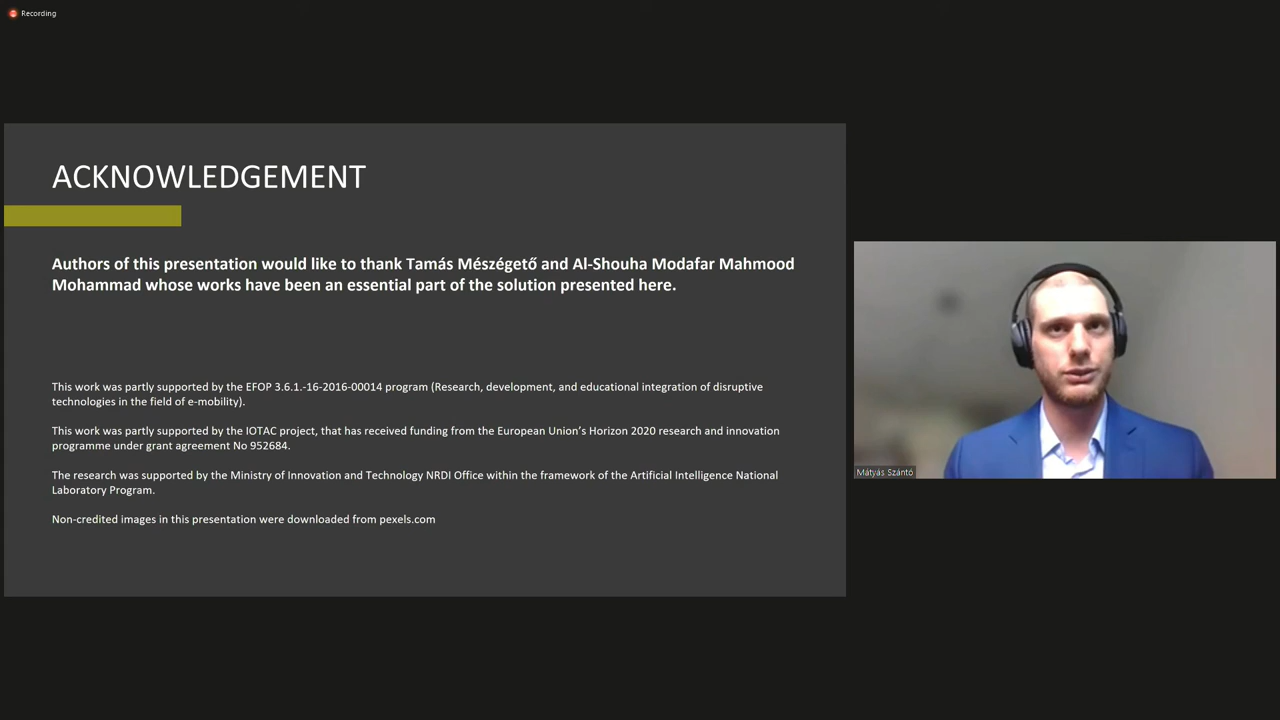 Recording
ACKNOWLEDGEMENT
Authors of this presentation would like to thank Tamás Mészégető and Al-Shouha Modafar Mahmood
Mohammad whose works have been an essential part of the solution presented here.
This work was partly supported by the EFOP 3.6.1.-16-2016-00014 program (Research, development, and educational integration of disruptive
technologies in the field of e-mobility).
This work was partly supported by the IOTAC project, that has received funding from the European Union’s Horizon 2020 research and innovation
programme under grant agreement No 952684.
The research was supported by the Ministry of Innovation and Technology NRDI Office within the framework of the Artificial Intelligence National
Laboratory Program.
Non-credited images in this presentation were downloaded from pexels.com
Mátyás Szántó